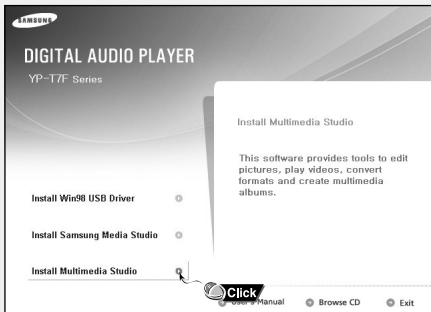 SAMSUNG
DIGITAL AUDIO PLAYER
YP-T7F Series
Install Multimedia Studio
This software provides tools to edit
pictures, play videos, convert
formats and create multimedia
albums.
Install Win98 USB Driver
Install Samsung Media Studio
Install Multimedia Studio
Click
User's Manual
Browse CD
Exit